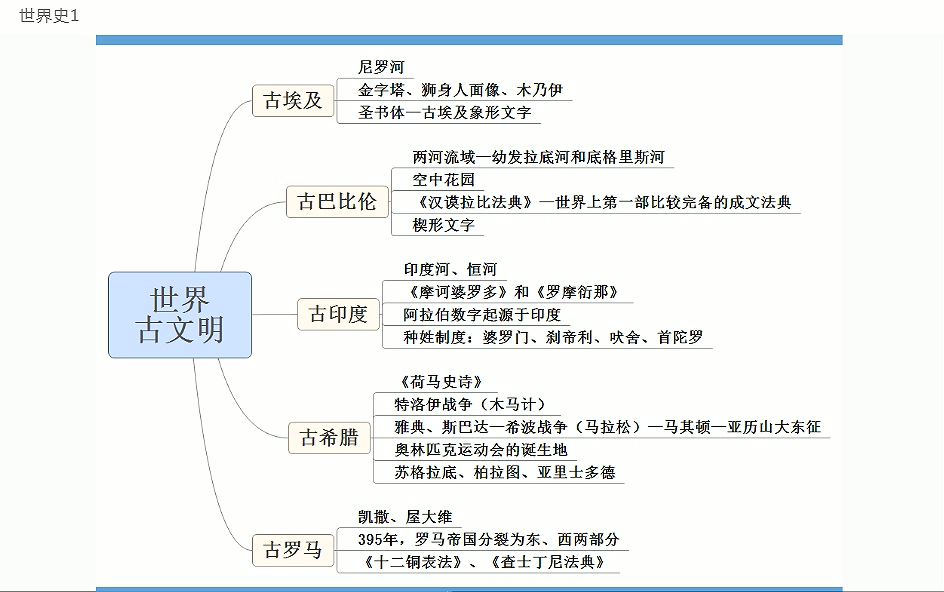 世界史1
世界
古文明
古埃及
尼罗河
金字塔、狮身人面像、木乃伊
圣书体—古埃及象形文字
古巴比伦
两河流域—幼发拉底河和底格里斯河
空中花园
《汉谟拉比法典》—世界上第一部比较完备的成文法典
楔形文字
古印度
印度河、恒河
《摩诃婆罗多》和《罗摩衍那》
阿拉伯数字起源于印度
种姓制度：婆罗门、刹帝利、吠舍、首陀罗
古希腊
《荷马史诗》
特洛伊战争（木马计）
雅典、斯巴达—希波战争（马拉松）—马其顿—亚历山大东征
奥林匹克运动会的诞生地
苏格拉底、柏拉图、亚里士多德
古罗马
凯撒、屋大维
395年，罗马帝国分裂为东、西两部分
《十二铜表法》、《查士丁尼法典》